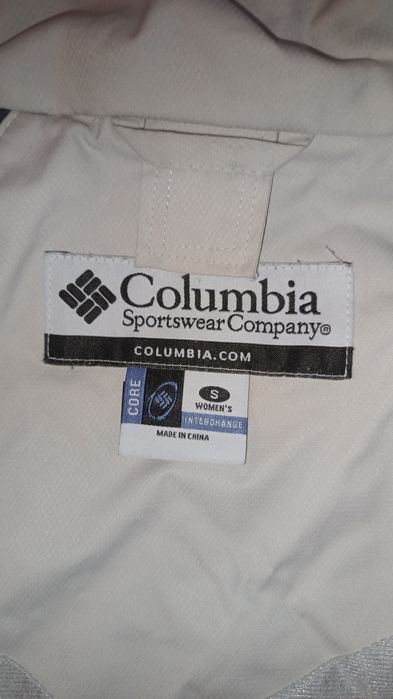 Columbia
Sportswear Company®
COLUMBIA.COM
CORE
S
WOMEN'S
INTERCHANGE
MADE IN CHINA